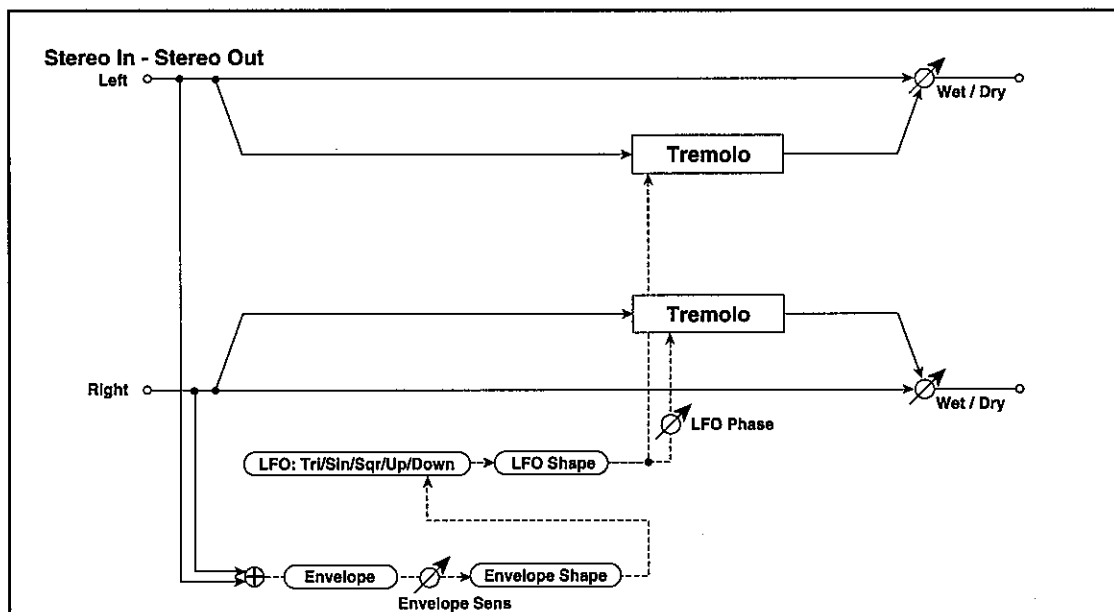 Stereo In - Stereo Out
Left
Wet / Dry
Tremolo
Tremolo
Right
Wet / Dry
LFO Phase
LFO: Tri/Sin/Sqr/Up/Down
LFO Shape
Envelope
Envelope Shape
Envelope Sens